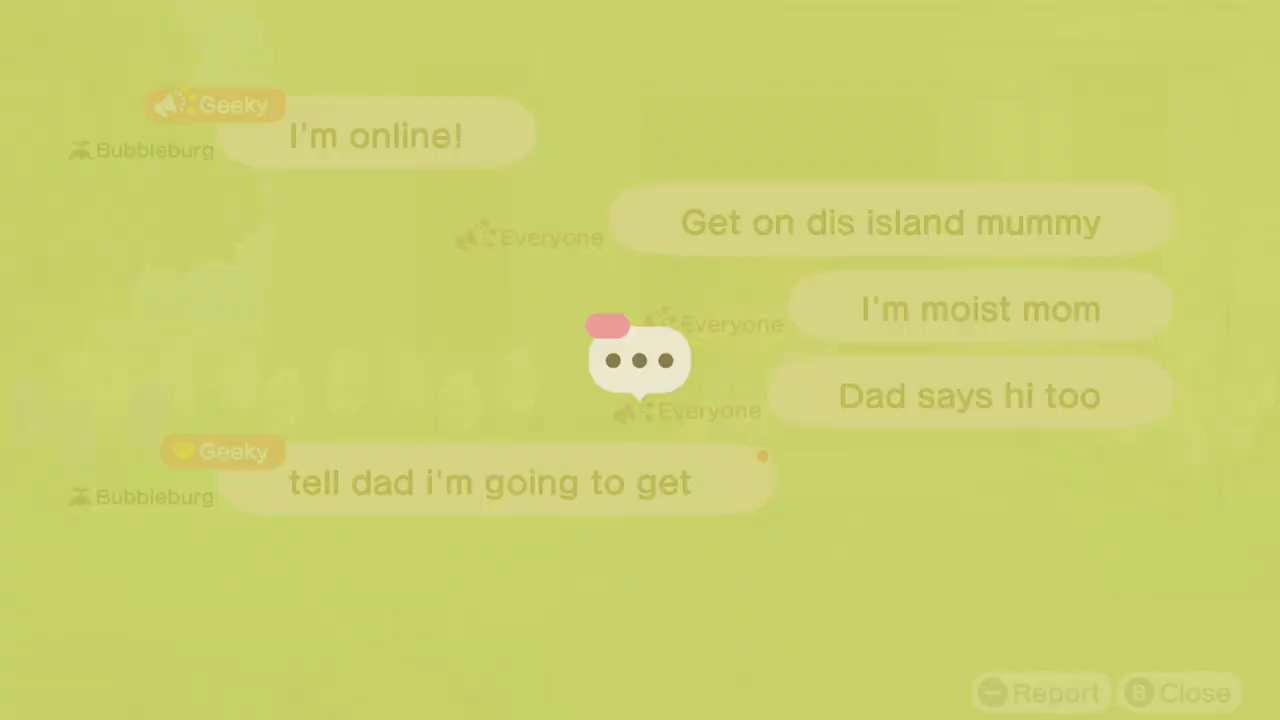 Geeky
I'm online!
Bubbleburg
Get on dis island mummy
Everyone
I'm moist mom
Everyone
Dad says hi too
Everyone
Geeky
tell dad i'm going to get
Bubbleburg
Report
B Close